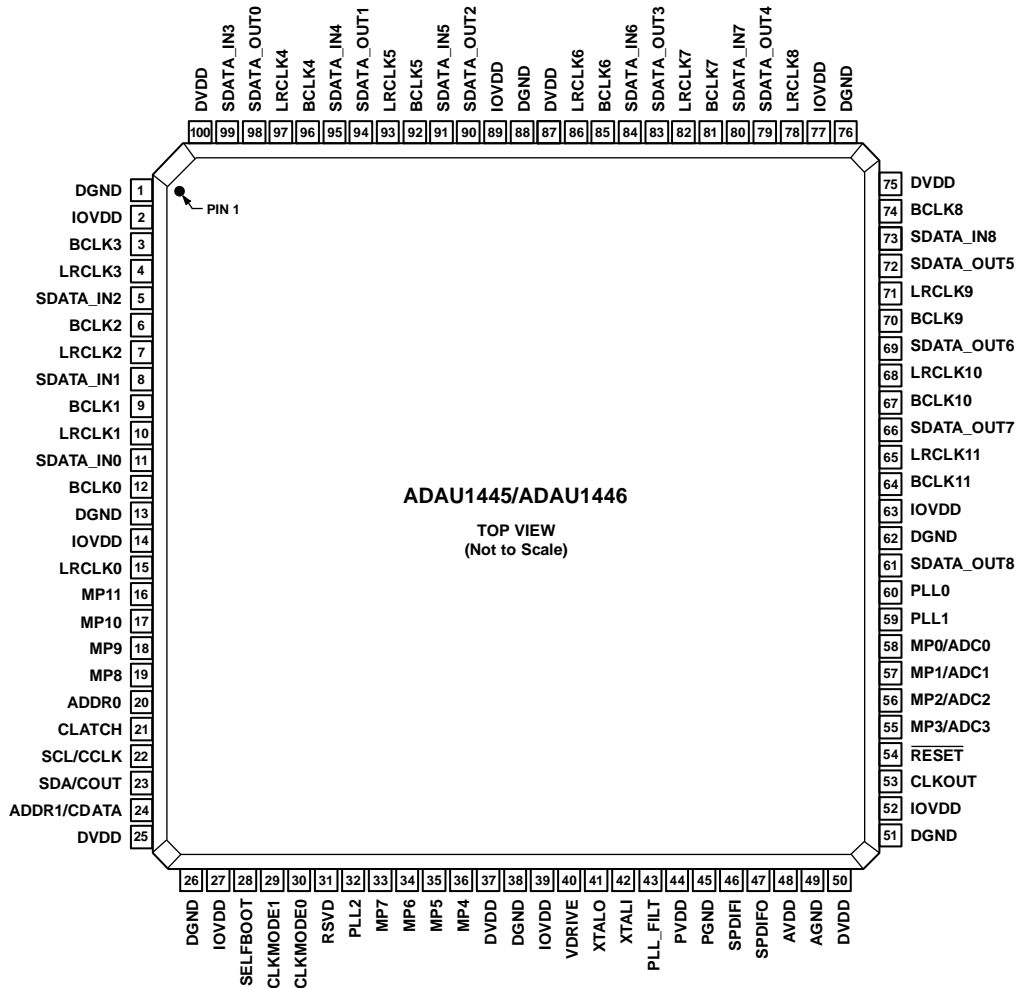 DVDD
SDATA_IN3
SDATA_OUT0
LRCLK4
BCLK4
SDATA_IN4
SDATA_OUT1
LRCLK5
BCLK5
SDATA_IN5
SDATA_OUT2
IOVDD
DGND
DVDD
LRCLK6
BCLK6
SDATA_IN6
SDATA_OUT3
LRCLK7
BCLK7
SDATA_IN7
SDATA_OUT4
LRCLK8
IOVDD
DGND
100 99 98 97 96 95 94 93 92 91 90 89 88 87 86 85 84 83 82 81 80 79 78 77 76
DGND 1
IOVDD 2
BCLK3 3
LRCLK3 4
SDATA_IN2 5
BCLK2 6
LRCLK2 7
SDATA_IN1 8
BCLK1 9
LRCLK1 10
SDATA_IN0 11
BCLK0 12
DGND 13
IOVDD 14
LRCLK0 15
MP11 16
MP10 17
MP9 18
MP8 19
ADDR0 20
CLATCH 21
SCL/CCLK 22
SDA/COUT 23
ADDR1/CDATA 24
DVDD 25
PIN 1
ADAU1445/ADAU1446
TOP VIEW
(Not to Scale)
75 DVDD
74 BCLK8
73 SDATA_IN8
72 SDATA_OUT5
71 LRCLK9
70 BCLK9
69 SDATA_OUT6
68 LRCLK10
67 BCLK10
66 SDATA_OUT7
65 LRCLK11
64 BCLK11
63 IOVDD
62 DGND
61 SDATA_OUT8
60 PLL0
59 PLL1
58 MP0/ADC0
57 MP1/ADC1
56 MP2/ADC2
55 MP3/ADC3
54 RESET
53 CLKOUT
52 IOVDD
51 DGND
26 27 28 29 30 31 32 33 34 35 36 37 38 39 40 41 42 43 44 45 46 47 48 49 50
DGND
IOVDD
SELFBOOT
CLKMODE1
CLKMODE0
RSVD
PLL2
MP7
MP6
MP5
MP4
DVDD
DGND
IOVDD
VDRIVE
XTALO
XTALI
PLL_FILT
PVDD
PGND
SPDIFI
SPDIFO
AVDD
AGND
DVDD